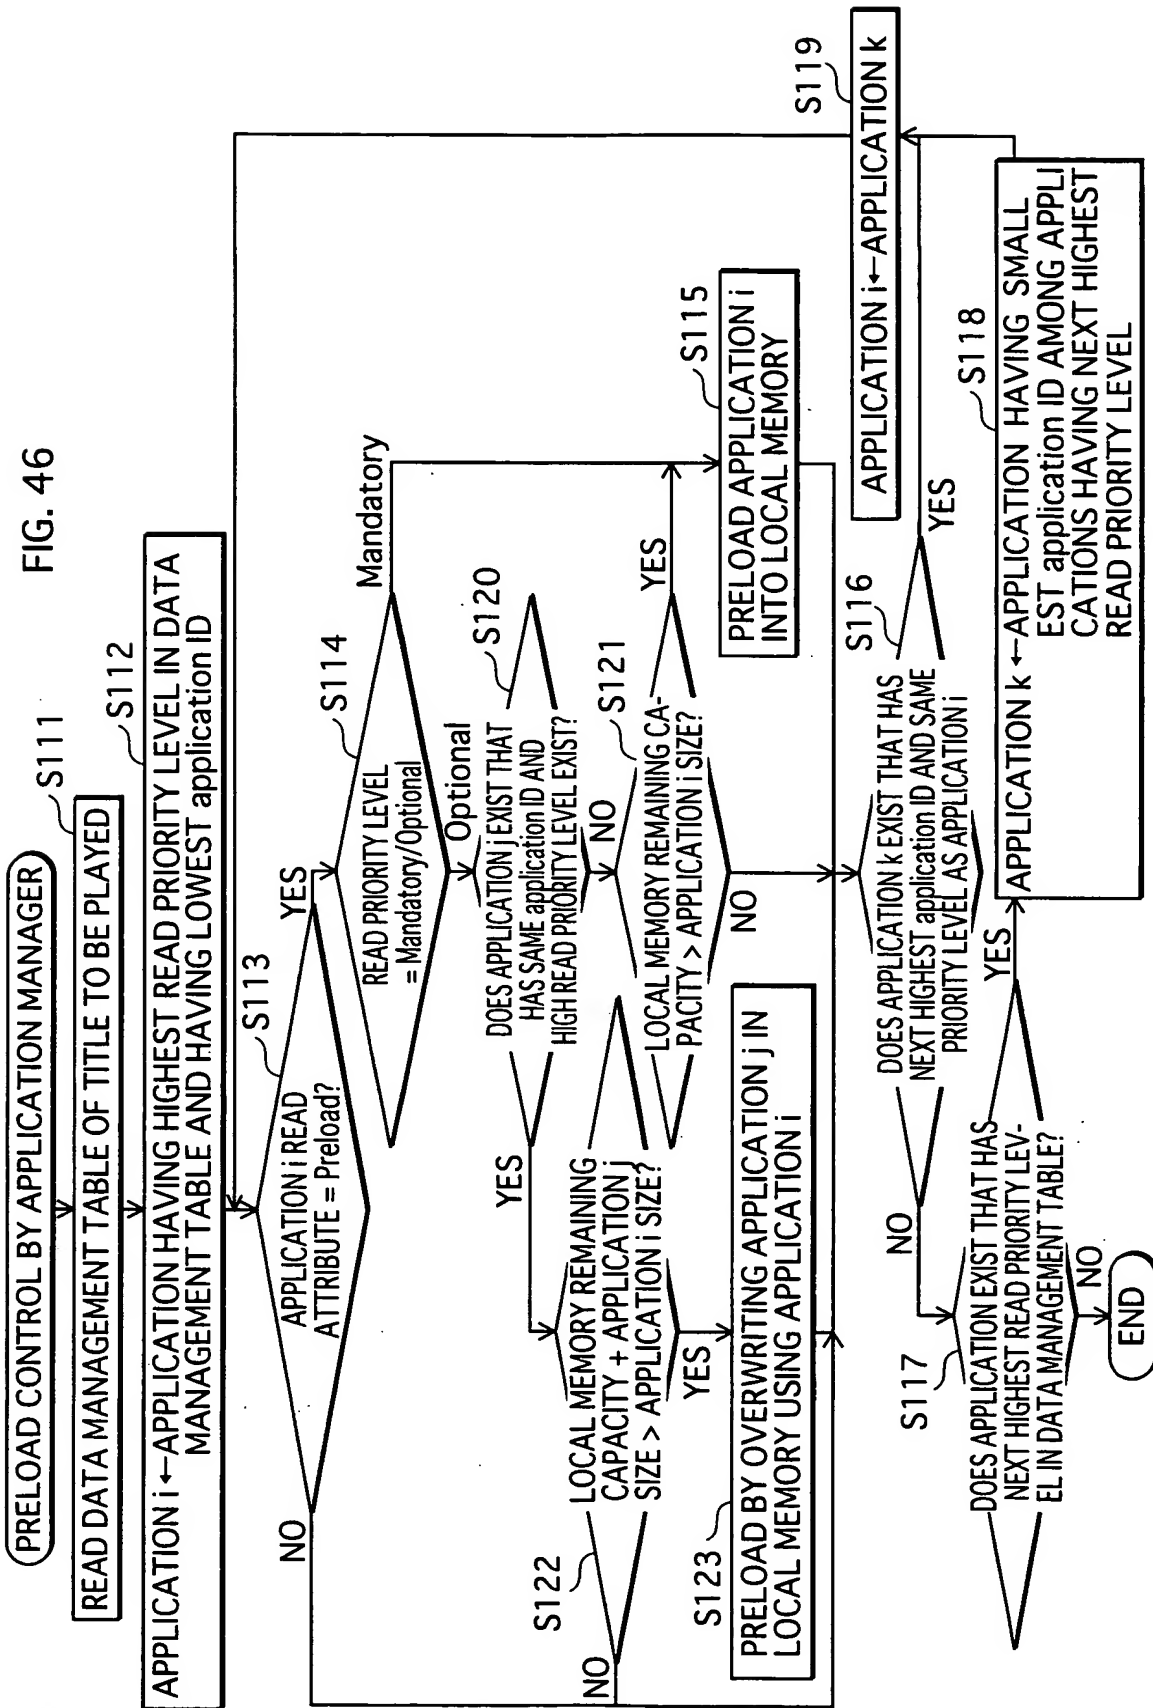 FIG. 46
PRELOAD CONTROL BY APPLICATION MANAGER
S111
READ DATA MANAGEMENT TABLE OF TITLE TO BE PLAYED
S112
APPLICATION i ← APPLICATION HAVING HIGHEST READ PRIORITY LEVEL IN DATA
MANAGEMENT TABLE AND HAVING LOWEST application ID
S113
APPLICATION i READ
ATTRIBUTE = Preload?
YES
NO
S114
READ PRIORITY LEVEL
= Mandatory/Optional
Mandatory
Optional
S120
DOES APPLICATION j EXIST THAT
HAS SAME application ID AND
HIGH READ PRIORITY LEVEL EXIST?
YES
NO
S121
LOCAL MEMORY REMAINING CA-
PACITY > APPLICATION i SIZE?
YES
NO
S115
PRELOAD APPLICATION i
INTO LOCAL MEMORY
S122
LOCAL MEMORY REMAINING
CAPACITY + APPLICATION j
SIZE > APPLICATION i SIZE?
NO
YES
S123
PRELOAD BY OVERWRITING APPLICATION j IN
LOCAL MEMORY USING APPLICATION i
S116
DOES APPLICATION k EXIST THAT HAS
NEXT HIGHEST application ID AND SAME
PRIORITY LEVEL AS APPLICATION i
YES
NO
S117
DOES APPLICATION EXIST THAT HAS
NEXT HIGHEST READ PRIORITY LEV-
EL IN DATA MANAGEMENT TABLE?
YES
NO
END
S118
APPLICATION k ← APPLICATION HAVING SMALL
EST application ID AMONG APPLI
CATIONS HAVING NEXT HIGHEST
READ PRIORITY LEVEL
S119
APPLICATION i ← APPLICATION k